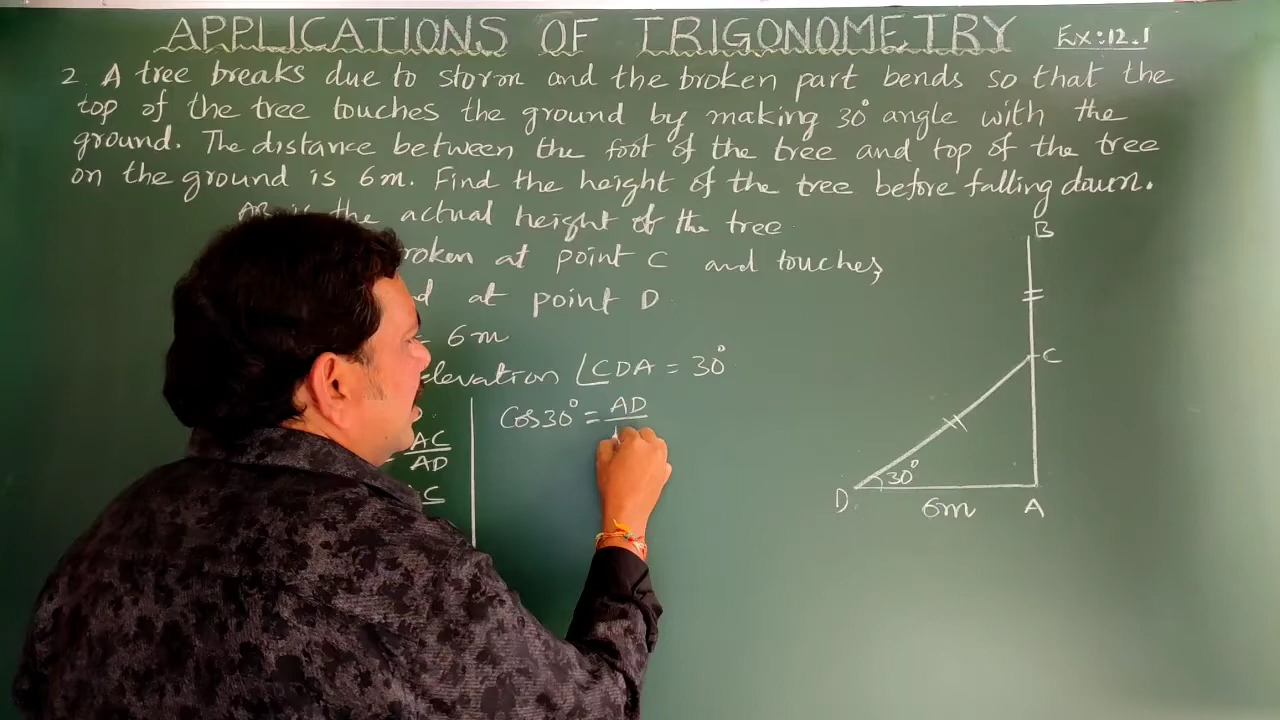 APPLICATIONS OF TRIGONOMETRY Ex:12.1
2. A tree breaks due to storm and the broken part bends so that the
top of the tree touches the ground by making 30° angle with the
ground. The distance between the foot of the tree and top of the tree
on the ground is 6m. Find the height of the tree before falling down.
AB is the actual height of the tree
at point C and touches
at point D
= 6m
∠CDA = 30°
AC/AD
AC
Cos30° = AD
B
C
30°
D
6m
A